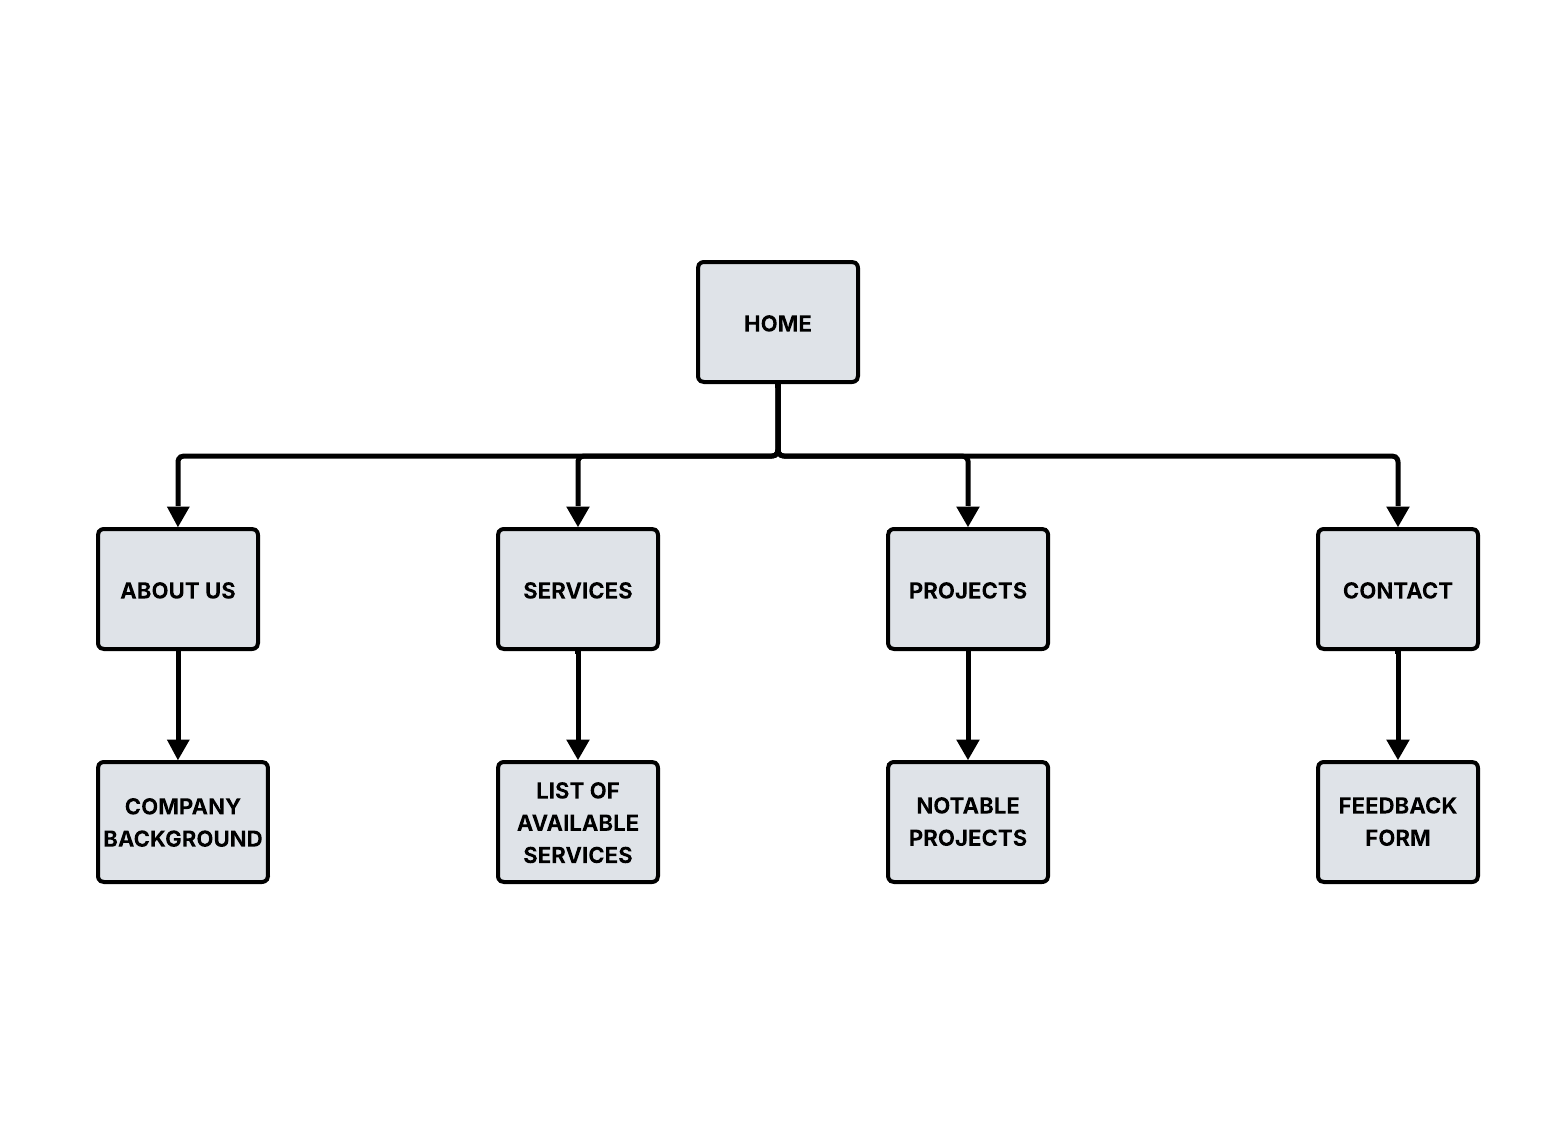 HOME
ABOUT US
SERVICES
PROJECTS
CONTACT
COMPANY
BACKGROUND
LIST OF
AVAILABLE
SERVICES
NOTABLE
PROJECTS
FEEDBACK
FORM